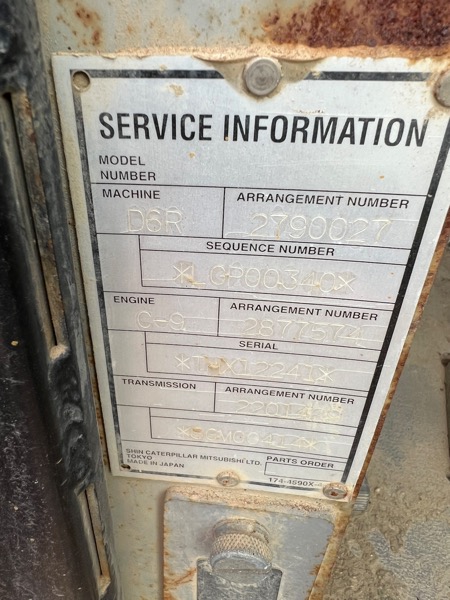 SERVICE INFORMATION
MODEL
NUMBER
MACHINE ARRANGEMENT NUMBER
D6R 2790027
SEQUENCE NUMBER
ENGINE ARRANGEMENT NUMBER
C-9 2877574
SERIAL
TRANSMISSION ARRANGEMENT NUMBER
SHIN CATERPILLAR MITSUBISHI LTD.
TOKYO
MADE IN JAPAN
PARTS ORDER